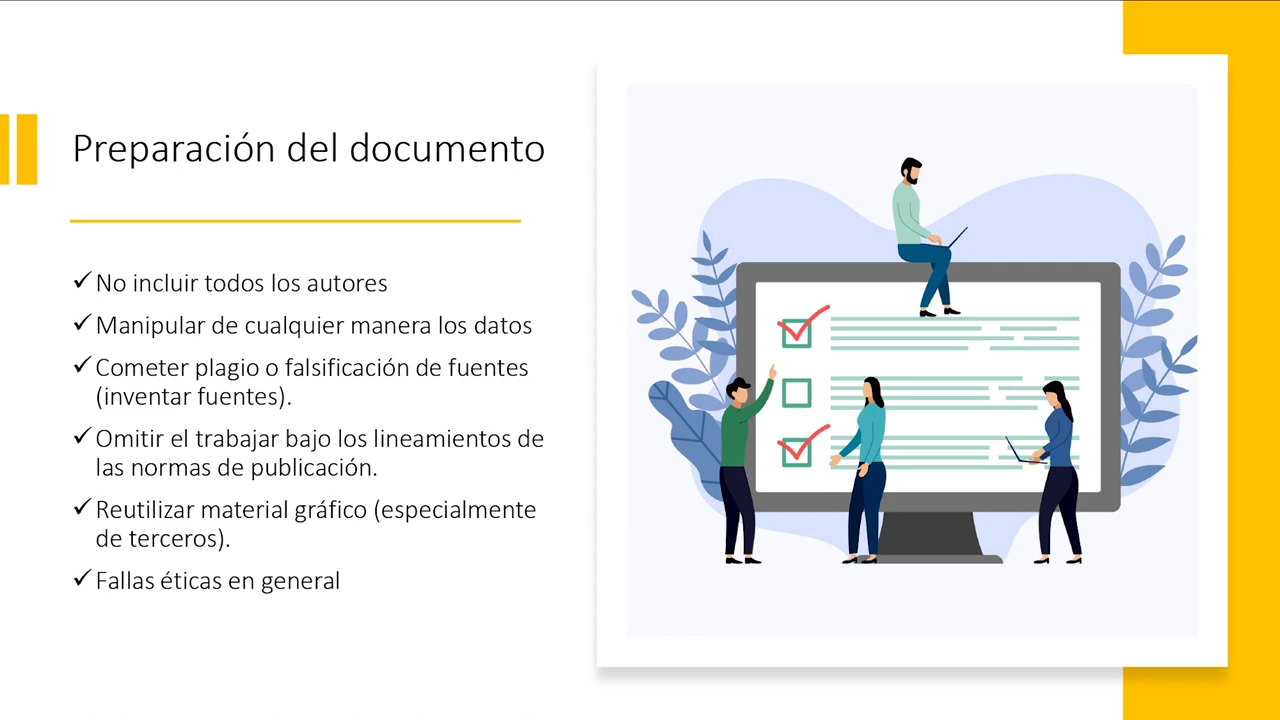 Preparación del documento
✓ No incluir todos los autores
✓ Manipular de cualquier manera los datos
✓ Cometer plagio o falsificación de fuentes
(inventar fuentes).
✓ Omitir el trabajar bajo los lineamientos de
las normas de publicación.
✓ Reutilizar material gráfico (especialmente
de terceros).
✓ Fallas éticas en general